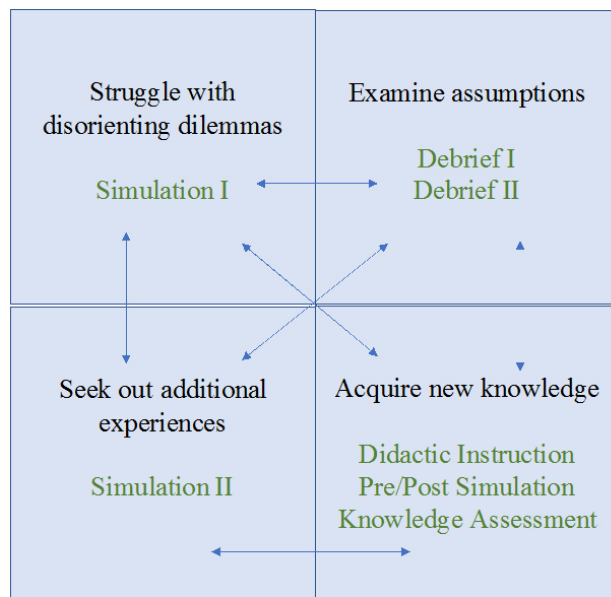 Struggle with
disorienting dilemmas
Simulation I
Examine assumptions
Debrief I
Debrief II
Seek out additional
experiences
Simulation II
Acquire new knowledge
Didactic Instruction
Pre/Post Simulation
Knowledge Assessment